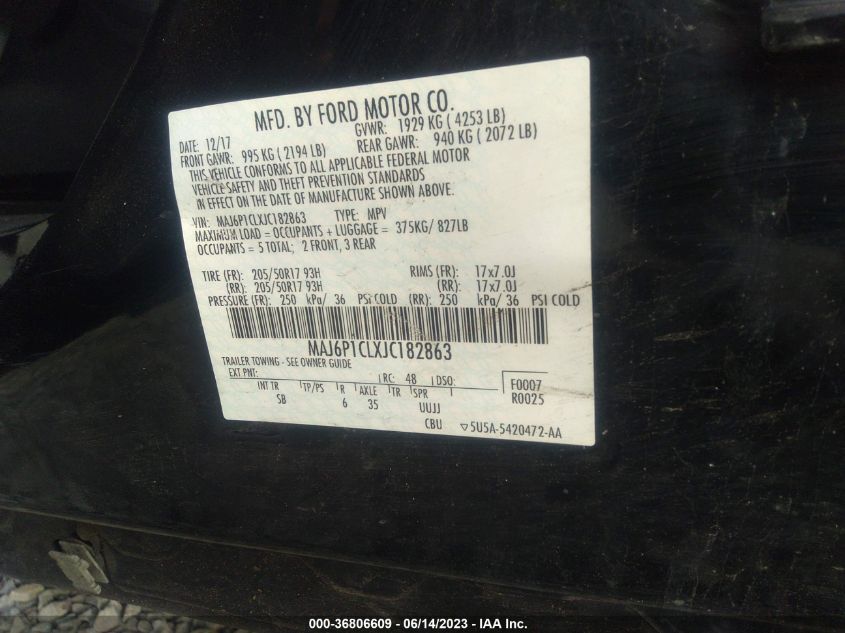 MFD. BY FORD MOTOR CO.
DATE: 12/17 GVWR: 1929 KG ( 4253 LB)
FRONT GAWR: 995 KG ( 2194 LB) REAR GAWR: 940 KG ( 2072 LB)
THIS VEHICLE CONFORMS TO ALL APPLICABLE FEDERAL MOTOR
VEHICLE SAFETY AND THEFT PREVENTION STANDARDS
IN EFFECT ON THE DATE OF MANUFACTURE SHOWN ABOVE.
VIN: MAJ6P1CLXJC182863 TYPE: MPV
MAXIMUM LOAD = OCCUPANTS + LUGGAGE = 375KG/ 827LB
OCCUPANTS = 5 TOTAL; 2 FRONT, 3 REAR
TIRE (FR): 205/50R17 93H RIMS (FR): 17x7.0J
(RR): 205/50R17 93H (RR): 17x7.0J
PRESSURE (FR): 250 kPa/ 36 PSI COLD (RR): 250 kPa/ 36 PSI COLD
MAJ6P1CLXJC182863
TRAILER TOWING - SEE OWNER GUIDE
EXT PNT: RC: 48 DSO: F0007
INT TR TP/PS R AXLE TR SPR R0025
SB 6 35 UUJJ
CBU ▽5U5A-5420472-AA
000-36806609 - 06/14/2023 - IAA Inc.